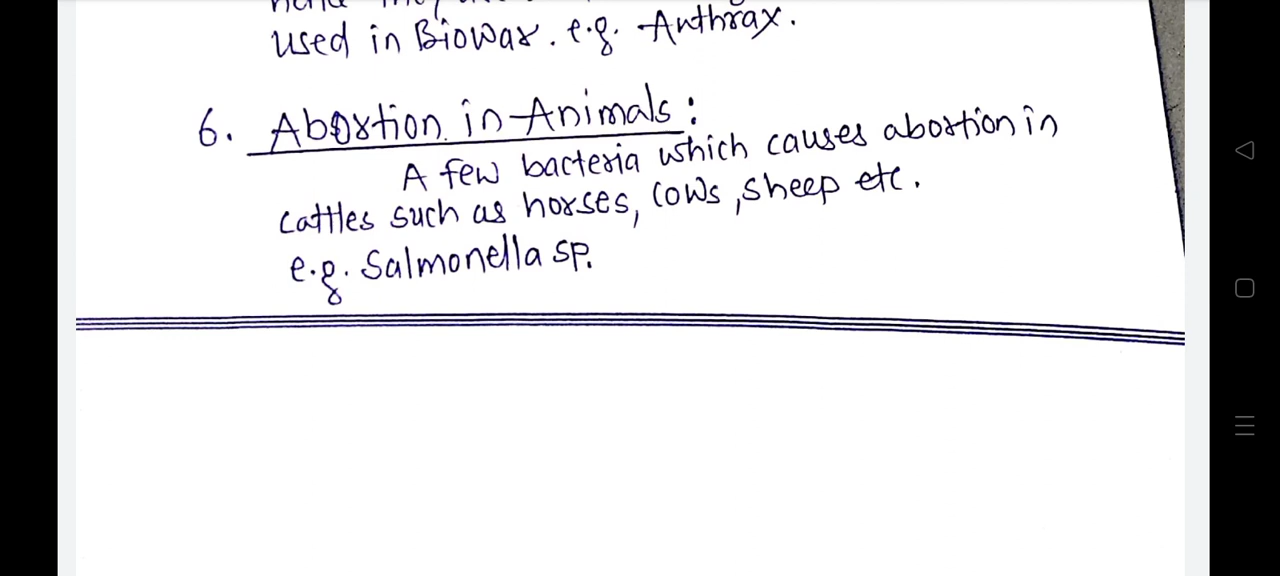 used in Biowar. e.g. Anthrax.
6. Abortion in Animals:
A few bacteria which causes abortion in
cattles such as horses, cows, sheep etc.
e.g. Salmonella sp.